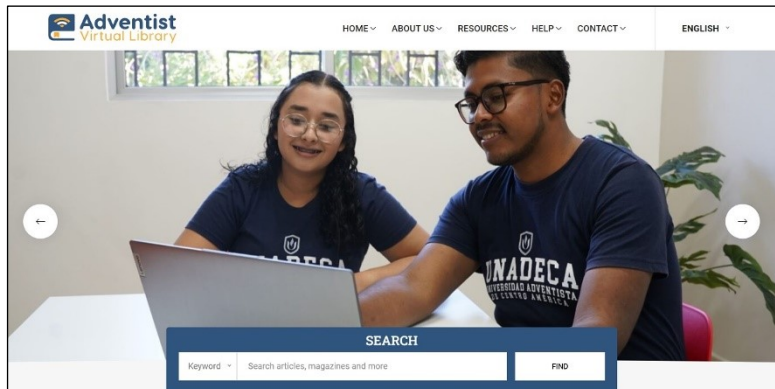 Adventist
Virtual Library
HOME
ABOUT US
RESOURCES
HELP
CONTACT
ENGLISH
UNADECA
UNADECA
UNIVERSIDAD ADVENTISTA
DE CENTRO AMÉRICA
SEARCH
Keyword
Search articles, magazines and more
FIND